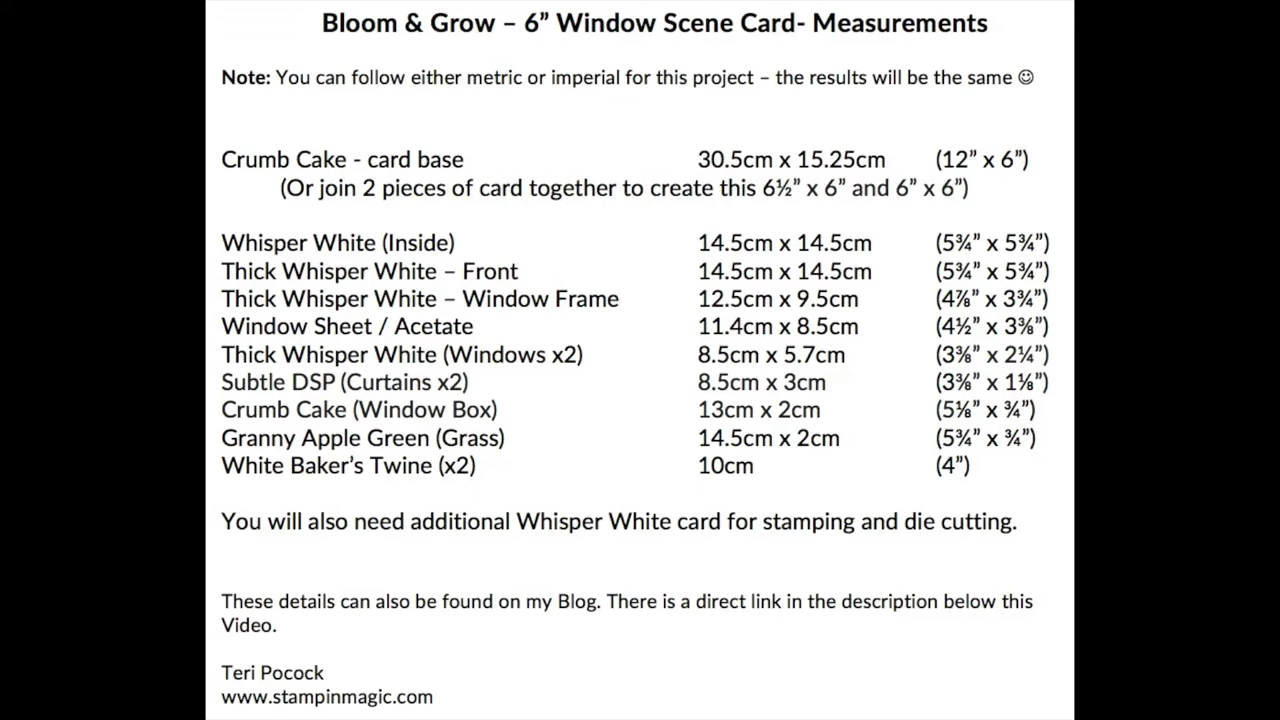 Bloom & Grow – 6” Window Scene Card- Measurements
Note: You can follow either metric or imperial for this project – the results will be the same ☺
Crumb Cake - card base 30.5cm x 15.25cm (12” x 6”)
(Or join 2 pieces of card together to create this 6½” x 6” and 6” x 6”)
Whisper White (Inside) 14.5cm x 14.5cm (5¾” x 5¾”)
Thick Whisper White – Front 14.5cm x 14.5cm (5¾” x 5¾”)
Thick Whisper White – Window Frame 12.5cm x 9.5cm (4⅞” x 3¾”)
Window Sheet / Acetate 11.4cm x 8.5cm (4½” x 3⅜”)
Thick Whisper White (Windows x2) 8.5cm x 5.7cm (3⅜” x 2¼”)
Subtle DSP (Curtains x2) 8.5cm x 3cm (3⅜” x 1⅛”)
Crumb Cake (Window Box) 13cm x 2cm (5⅛” x ¾”)
Granny Apple Green (Grass) 14.5cm x 2cm (5¾” x ¾”)
White Baker’s Twine (x2) 10cm (4”)
You will also need additional Whisper White card for stamping and die cutting.
These details can also be found on my Blog. There is a direct link in the description below this
Video.
Teri Pocock
www.stampinmagic.com